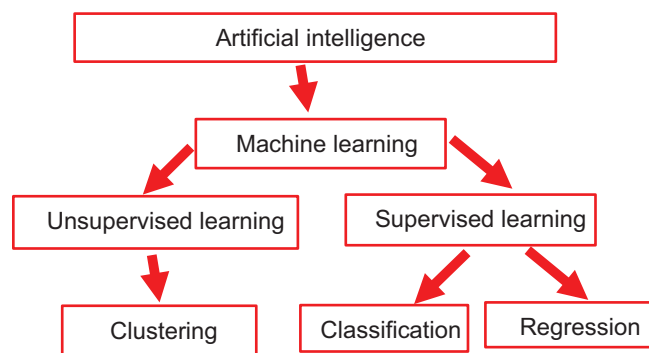 Artificial intelligence
Machine learning
Unsupervised learning
Supervised learning
Clustering
Classification
Regression